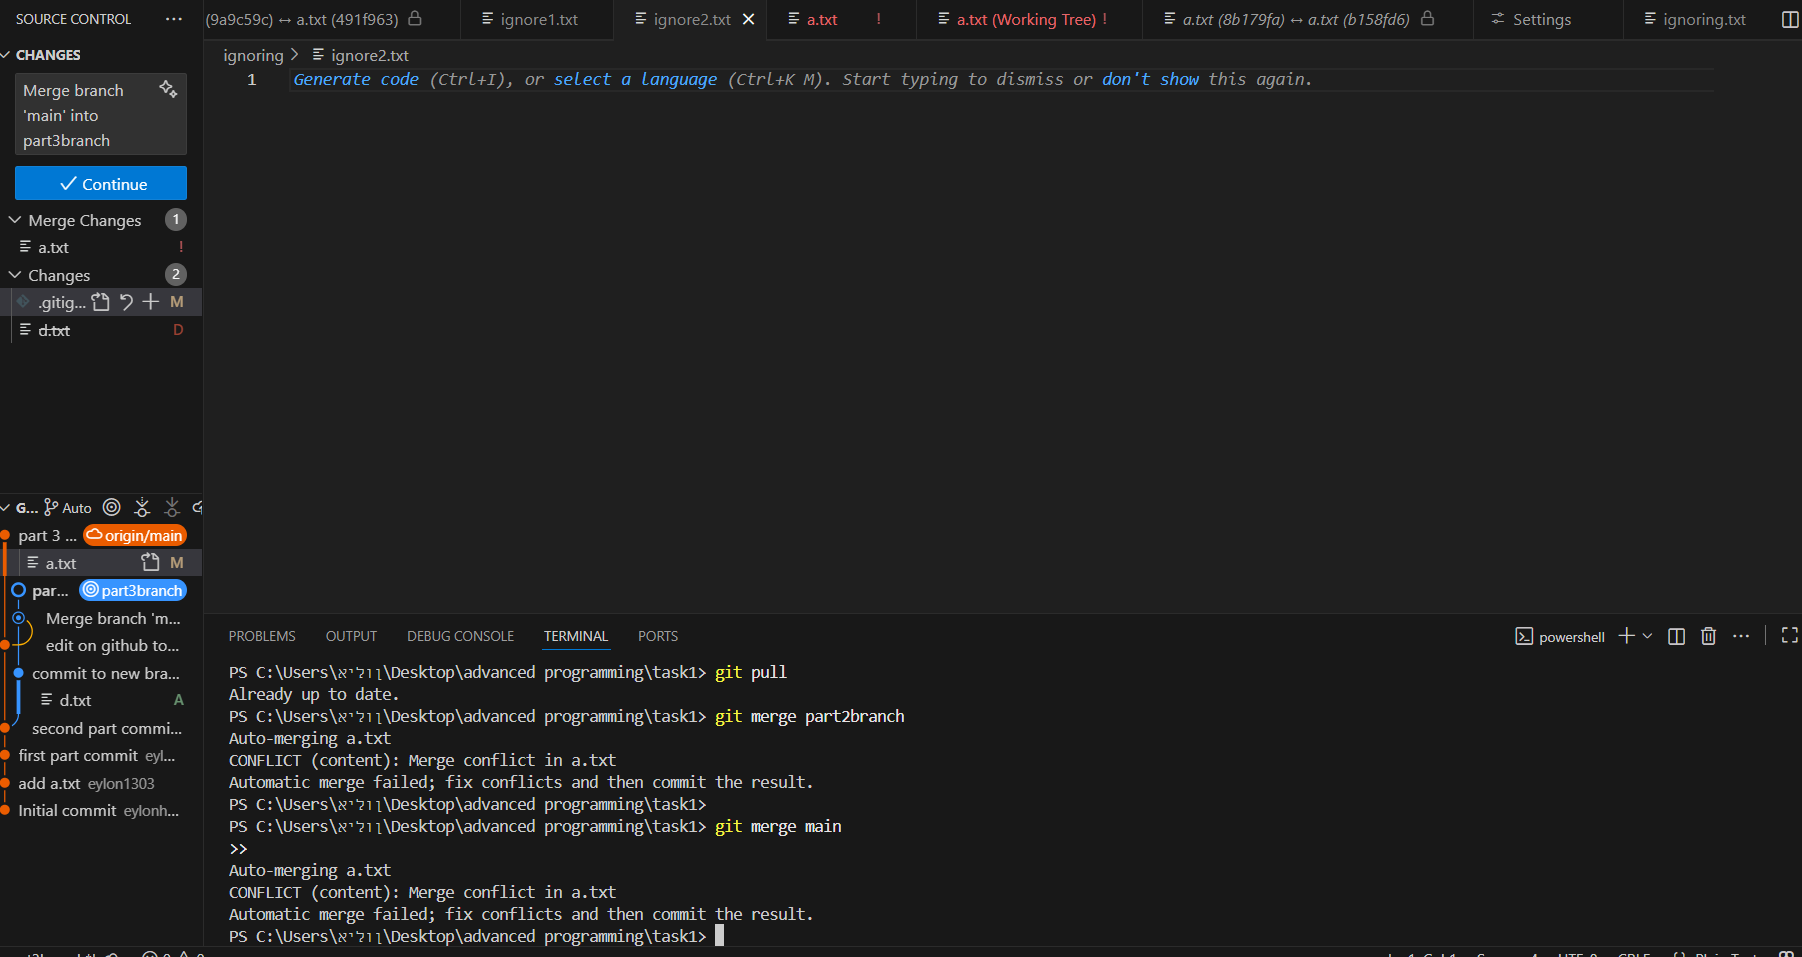 SOURCE CONTROL ···
CHANGES
Merge branch
'main' into
part3branch
Continue
Merge Changes 1
a.txt !
Changes 2
.gitig... M
d.txt D
G... Auto
part 3 ... origin/main
a.txt M
par... part3branch
Merge branch 'm...
edit on github to...
commit to new bra...
d.txt A
second part commi...
first part commit eyl...
add a.txt eylon1303
Initial commit eylonh...
(9a9c59c) ↔ a.txt (491f963) ignore1.txt ignore2.txt a.txt ! a.txt (Working Tree) ! a.txt (8b179fa) ↔ a.txt (b158fd6) Settings ignoring.txt
ignoring > ignore2.txt
1 Generate code (Ctrl+I), or select a language (Ctrl+K M). Start typing to dismiss or don't show this again.
PROBLEMS OUTPUT DEBUG CONSOLE TERMINAL PORTS powershell
PS C:\Users\אילון\Desktop\advanced programming\task1> git pull
Already up to date.
PS C:\Users\אילון\Desktop\advanced programming\task1> git merge part2branch
Auto-merging a.txt
CONFLICT (content): Merge conflict in a.txt
Automatic merge failed; fix conflicts and then commit the result.
PS C:\Users\אילון\Desktop\advanced programming\task1>
PS C:\Users\אילון\Desktop\advanced programming\task1> git merge main
>>
Auto-merging a.txt
CONFLICT (content): Merge conflict in a.txt
Automatic merge failed; fix conflicts and then commit the result.
PS C:\Users\אילון\Desktop\advanced programming\task1>